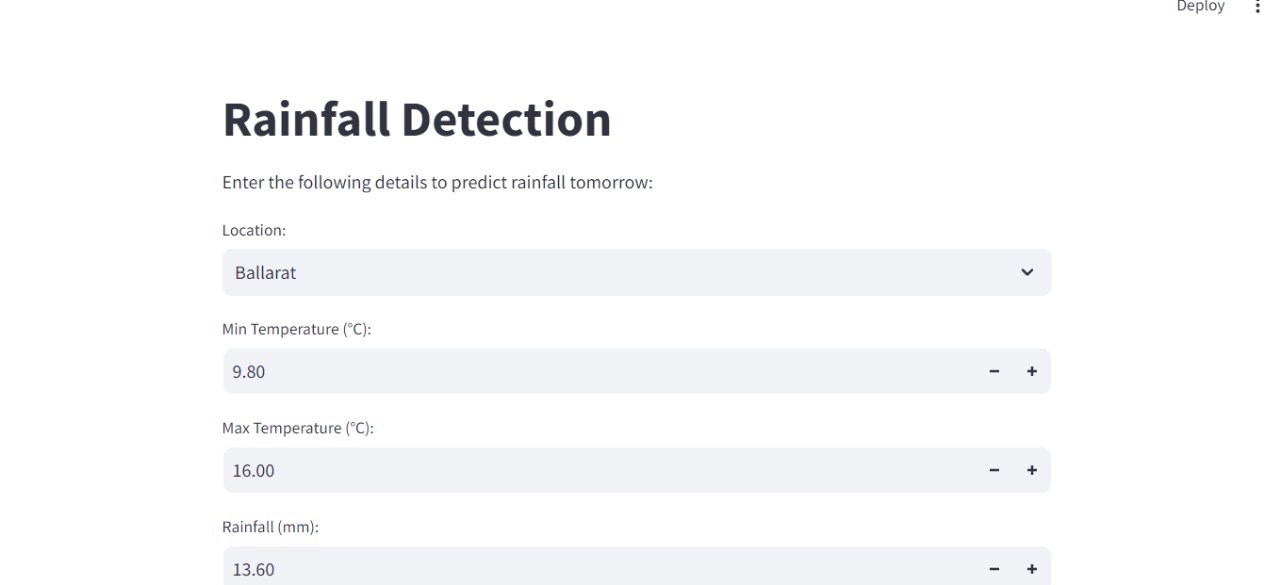 Deploy
Rainfall Detection
Enter the following details to predict rainfall tomorrow:
Location:
Ballarat
Min Temperature (°C):
9.80
Max Temperature (°C):
16.00
Rainfall (mm):
13.60